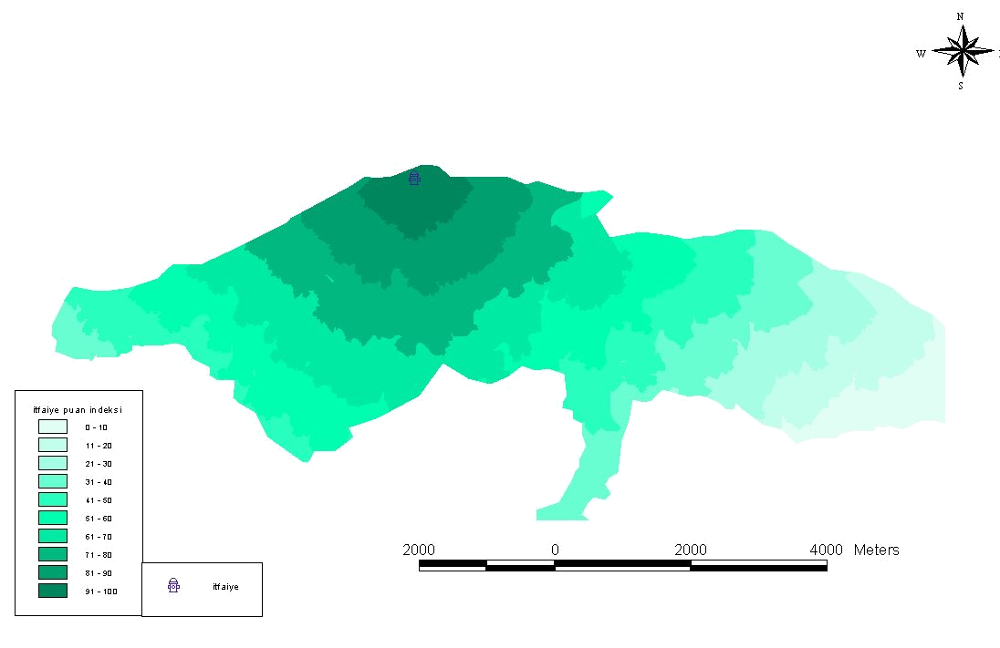 N
W
S
itfaiye puan indeksi
0 - 10
11 - 20
21 - 30
31 - 40
41 - 50
51 - 60
61 - 70
71 - 80
81 - 90
91 - 100
itfaiye
2000 0 2000 4000 Meters